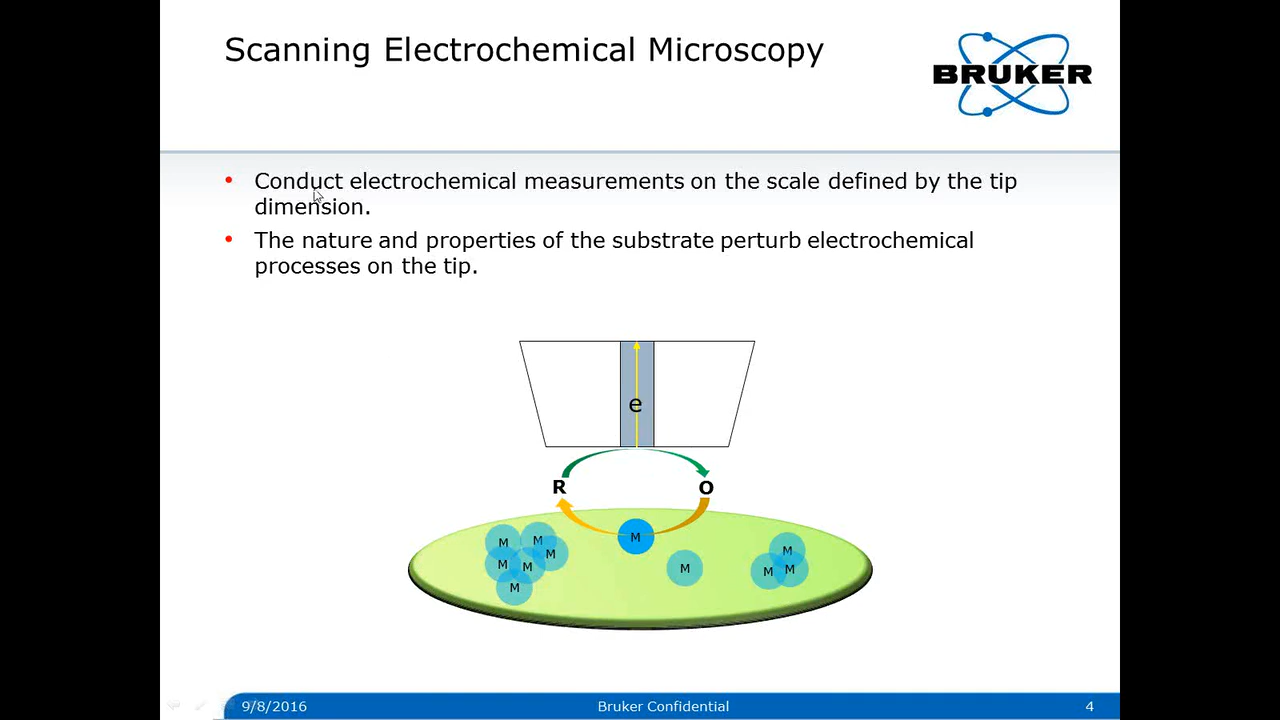 Scanning Electrochemical Microscopy
BRUKER
• Conduct electrochemical measurements on the scale defined by the tip
dimension.
• The nature and properties of the substrate perturb electrochemical
processes on the tip.
e
R
O
M
M
M
M
M
M
M
M
M
M
M
9/8/2016
Bruker Confidential
4